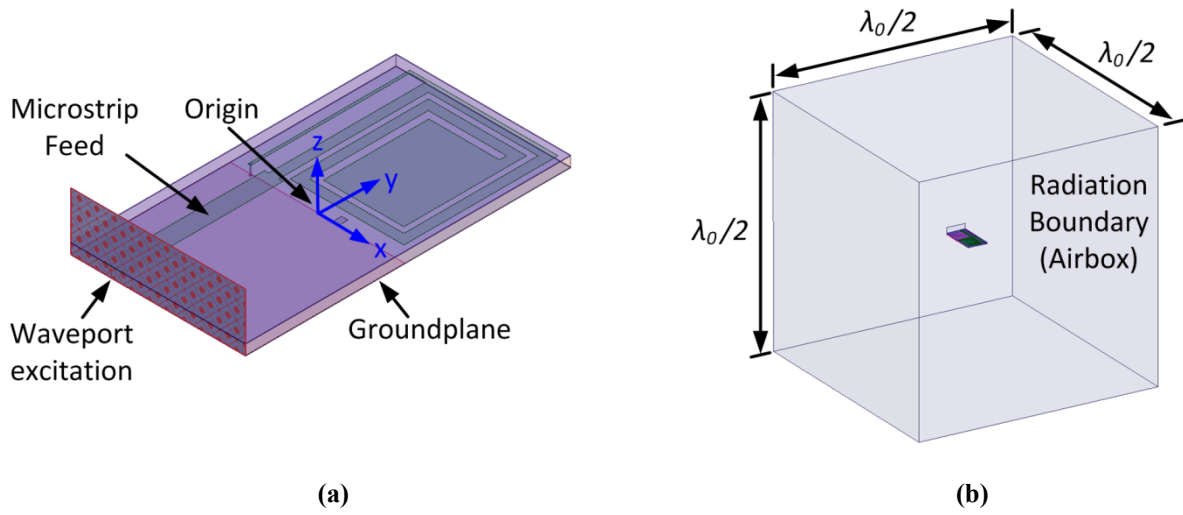 Microstrip
Feed
Origin
z
y
x
Waveport
excitation
Groundplane
(a)
λ₀/2
λ₀/2
λ₀/2
Radiation
Boundary
(Airbox)
(b)